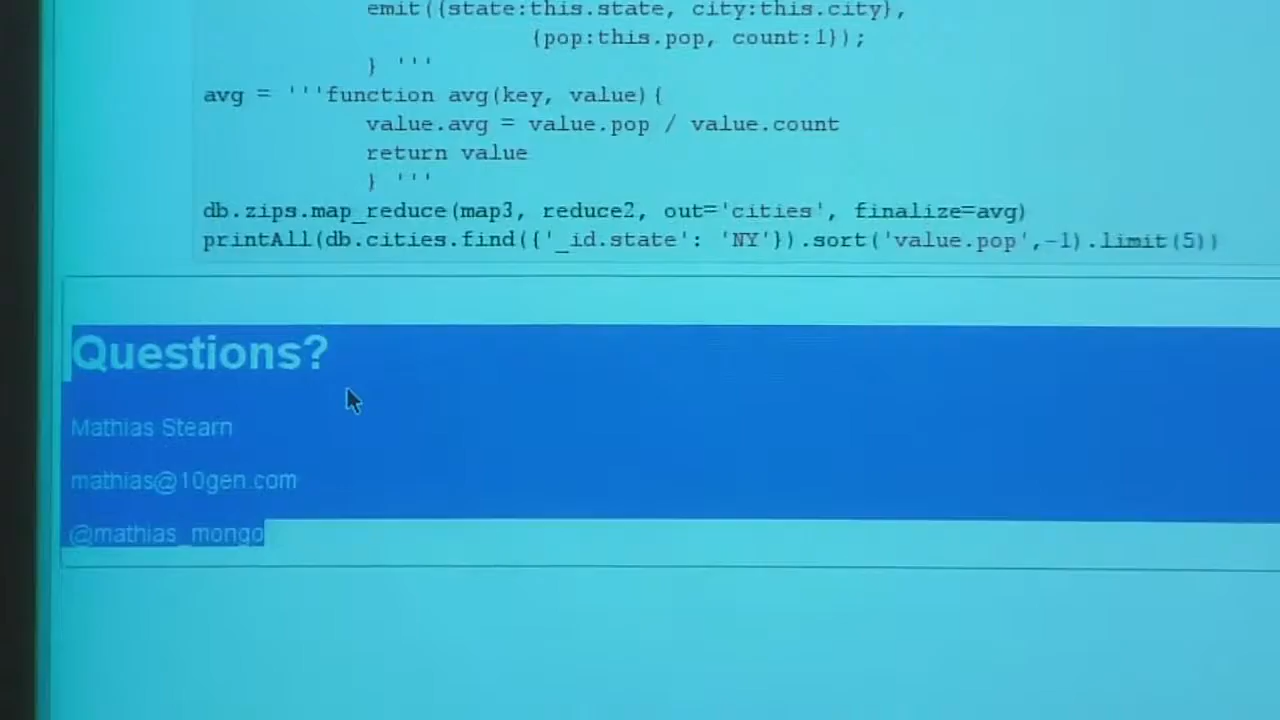 emit({state:this.state, city:this.city},
{pop:this.pop, count:1});
} '''
avg = '''function avg(key, value){
value.avg = value.pop / value.count
return value
} '''
db.zips.map_reduce(map3, reduce2, out='cities', finalize=avg)
printAll(db.cities.find({'_id.state': 'NY'}).sort('value.pop',-1).limit(5))
Questions?
Mathias Stearn
mathias@10gen.com
@mathias_mongo